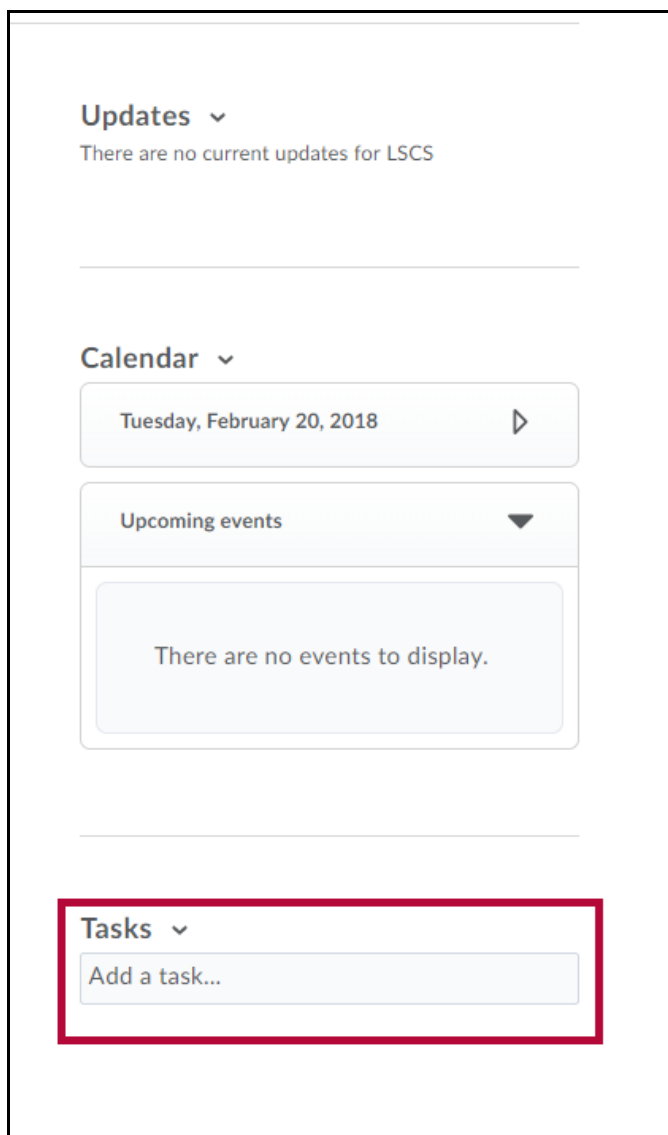 Updates
There are no current updates for LSCS
Calendar
Tuesday, February 20, 2018
Upcoming events
There are no events to display.
Tasks
Add a task...